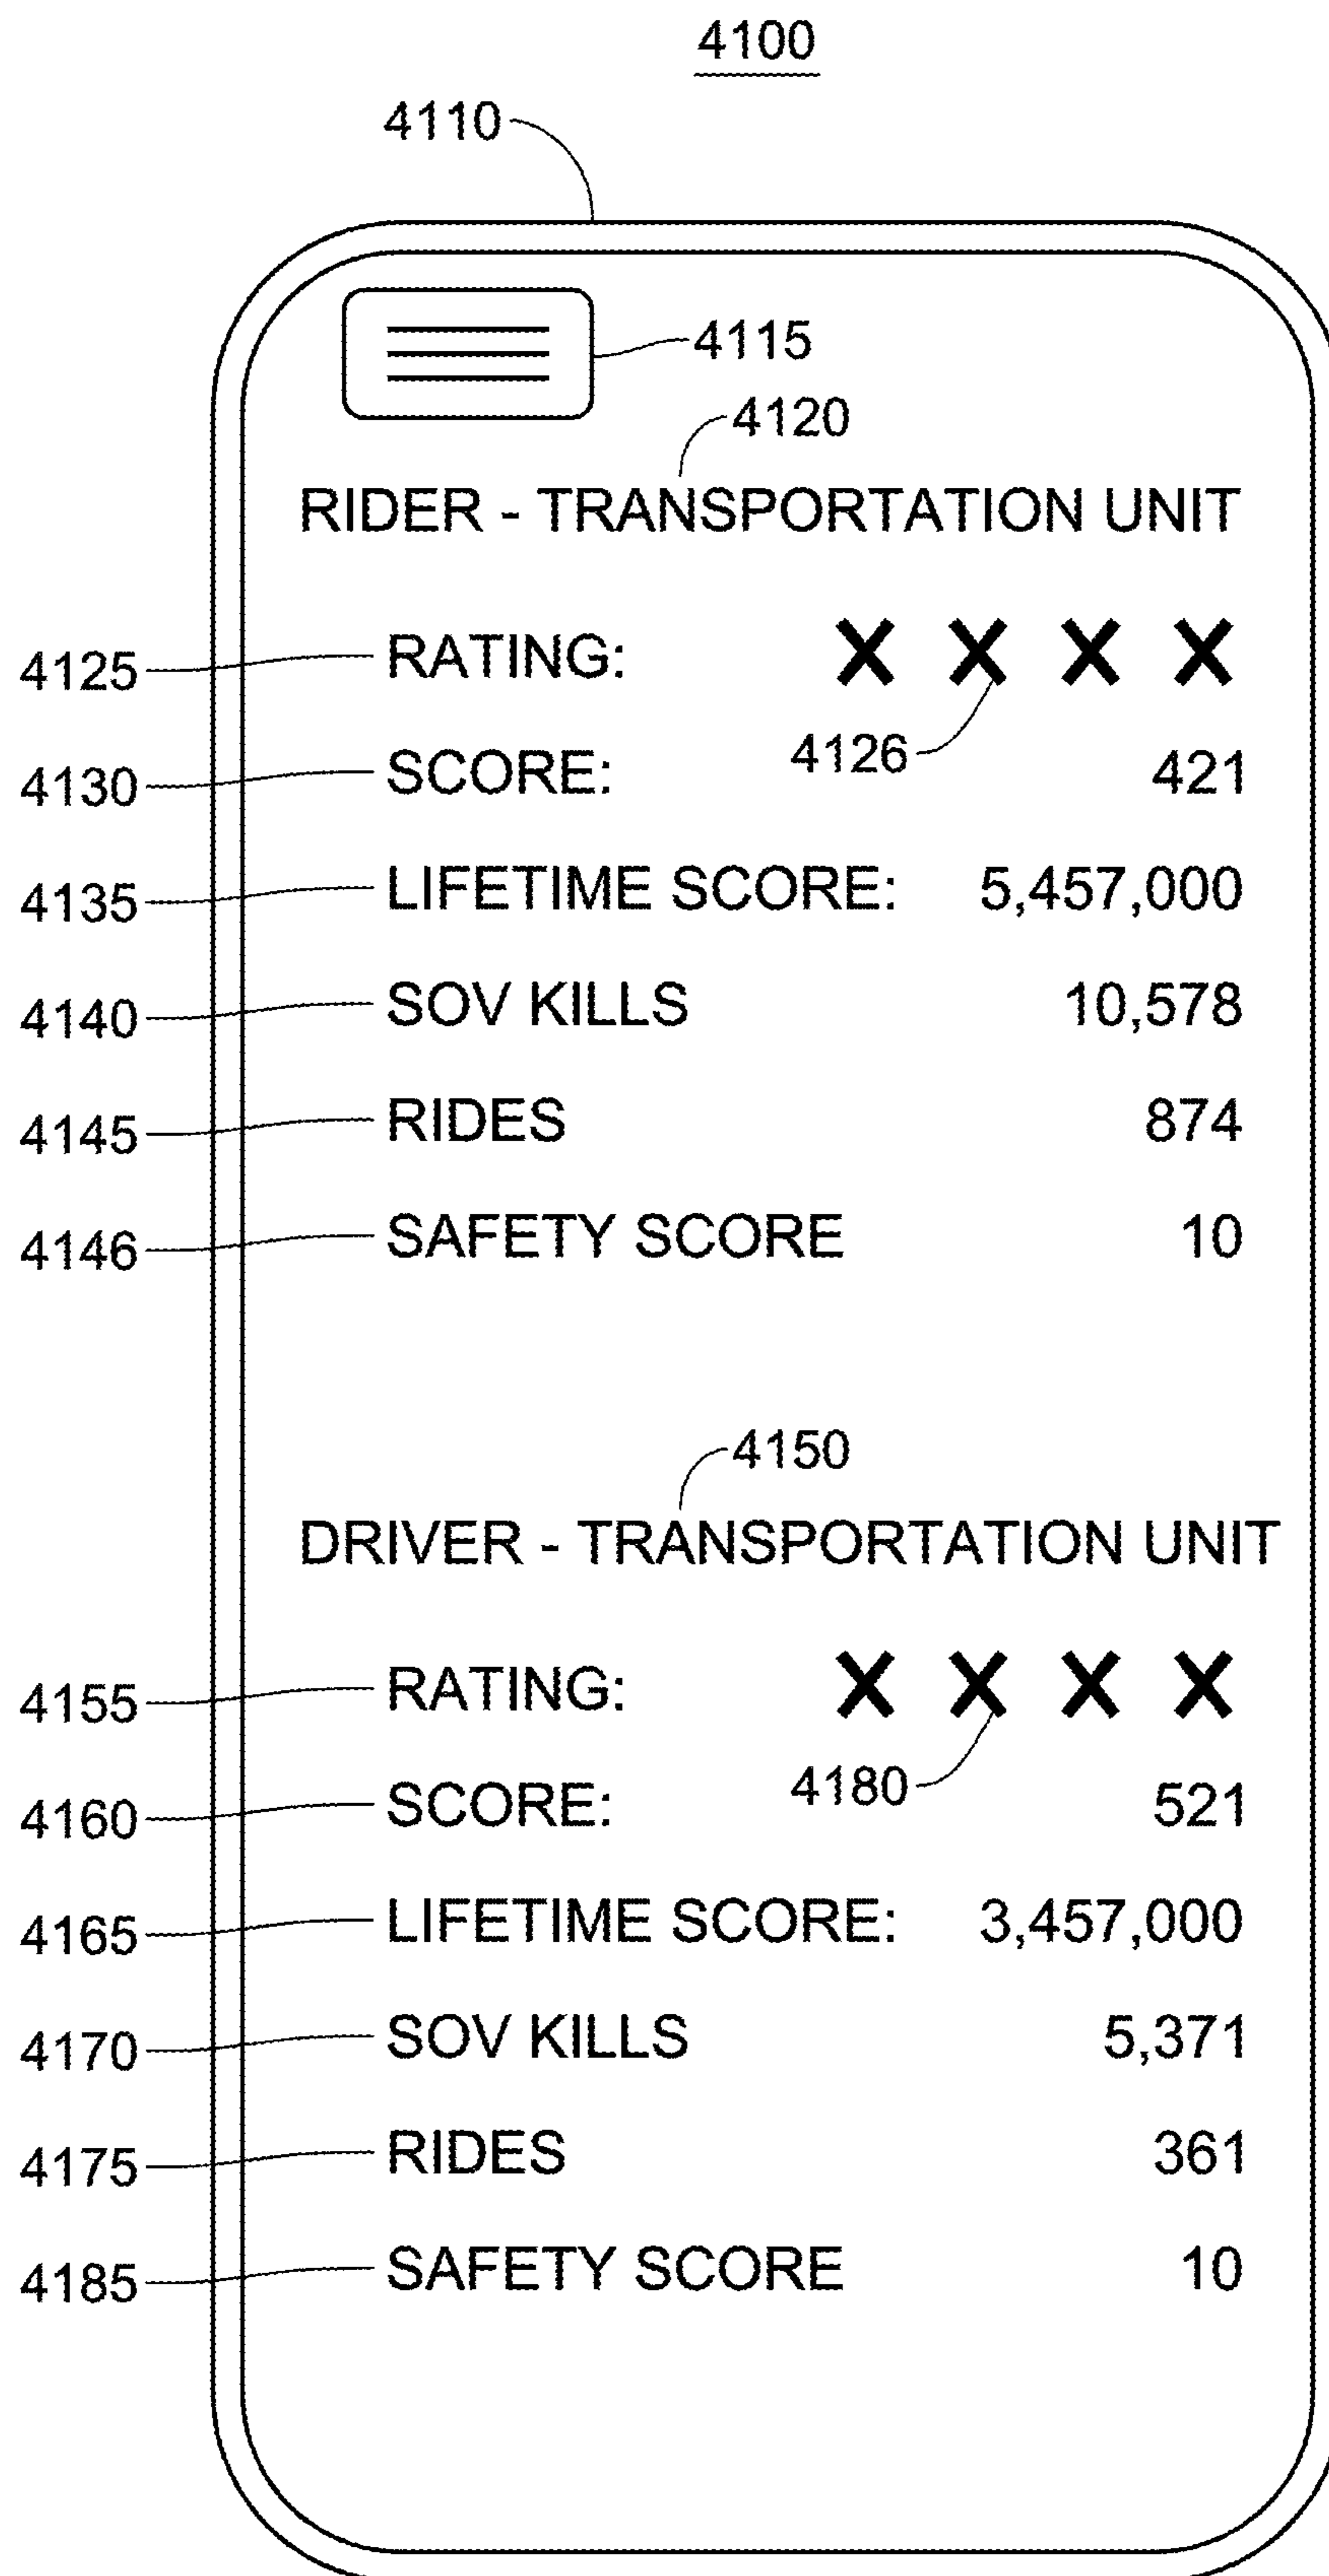 4100
4110
4115
4120
RIDER - TRANSPORTATION UNIT
4125 RATING: X X X X
4126
4130 SCORE: 421
4135 LIFETIME SCORE: 5,457,000
4140 SOV KILLS 10,578
4145 RIDES 874
4146 SAFETY SCORE 10
4150
DRIVER - TRANSPORTATION UNIT
4155 RATING: X X X X
4180
4160 SCORE: 521
4165 LIFETIME SCORE: 3,457,000
4170 SOV KILLS 5,371
4175 RIDES 361
4185 SAFETY SCORE 10